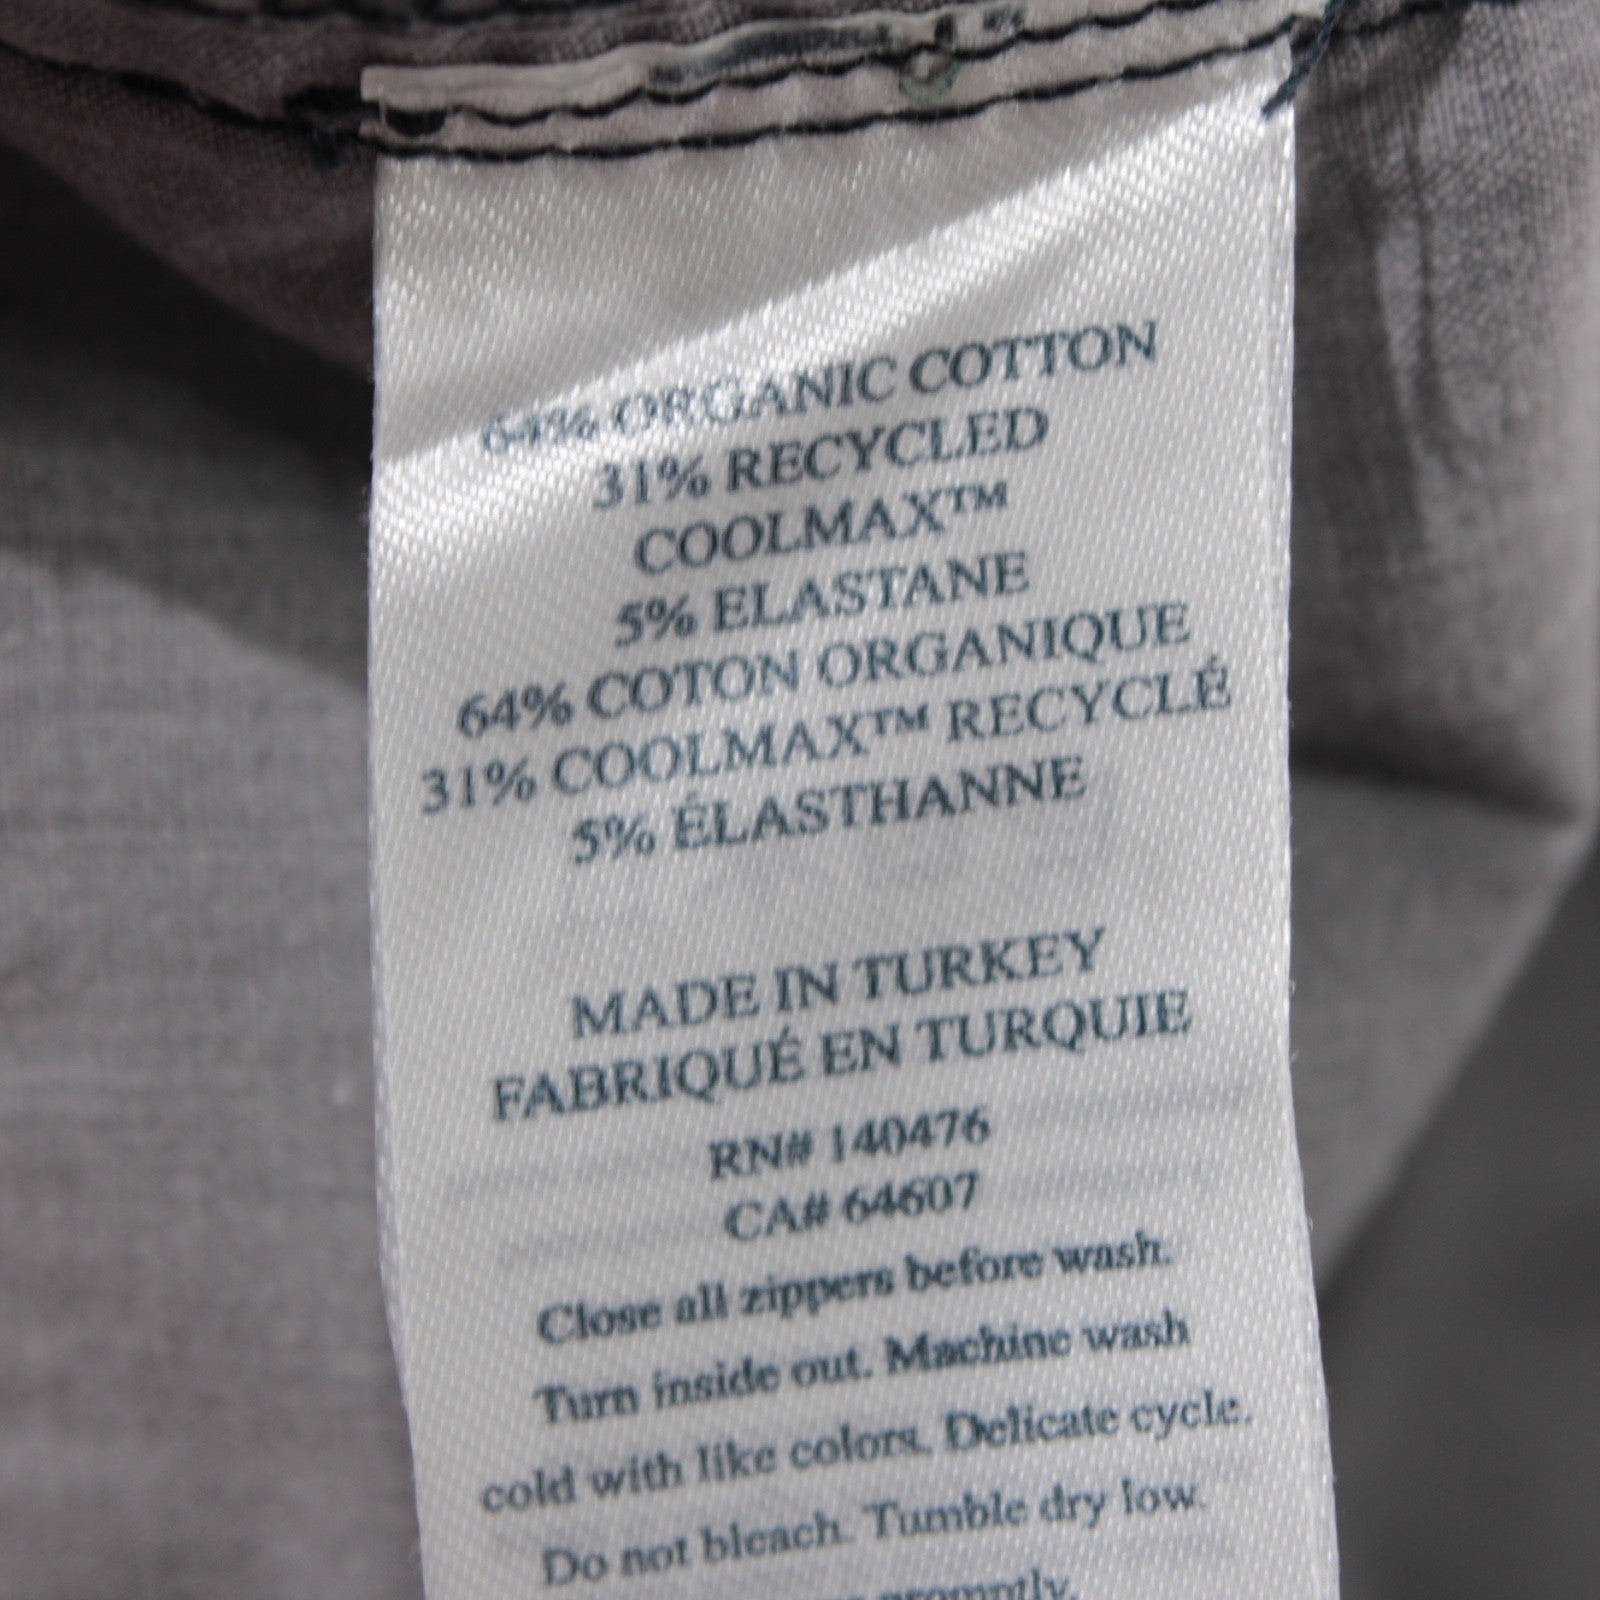 64% ORGANIC COTTON
31% RECYCLED
COOLMAX™
5% ELASTANE
64% COTON ORGANIQUE
31% COOLMAX™ RECYCLÉ
5% ÉLASTHANNE
MADE IN TURKEY
FABRIQUÉ EN TURQUIE
RN# 140476
CA# 64607
Close all zippers before wash.
Turn inside out. Machine wash
cold with like colors. Delicate cycle.
Do not bleach. Tumble dry low.
promptly.